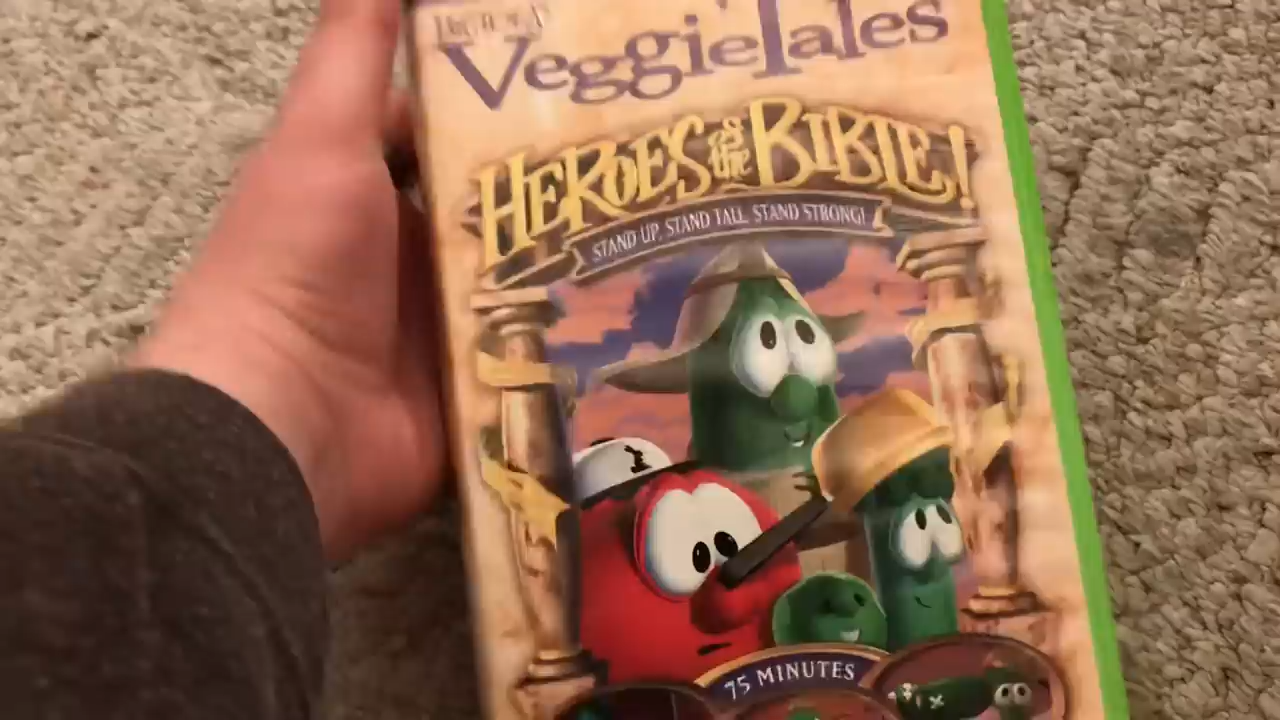 VeggieTales
HEROES of the BIBLE!
STAND UP, STAND TALL, STAND STRONG!
75 MINUTES